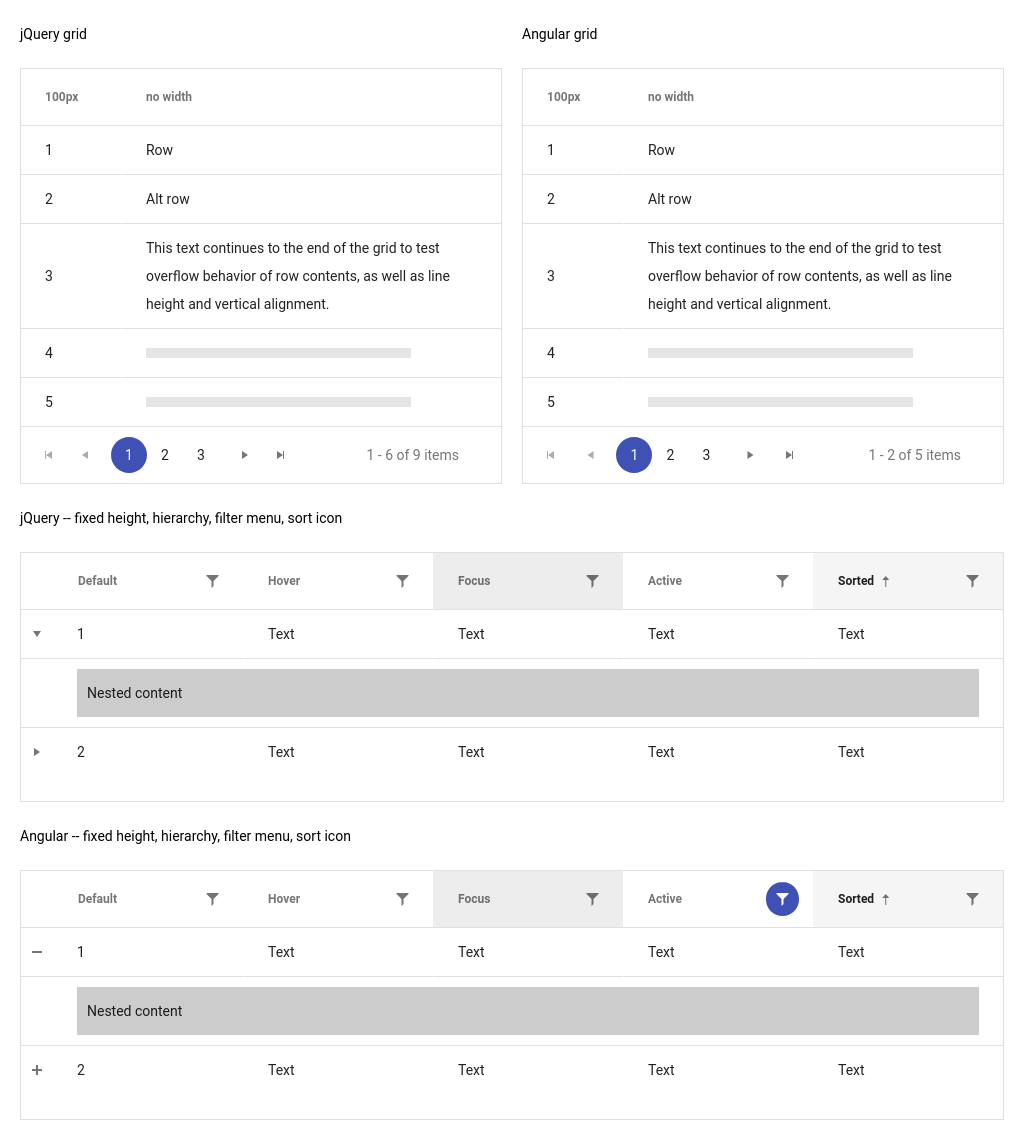 jQuery grid
100px no width
1 Row
2 Alt row
3 This text continues to the end of the grid to test
overflow behavior of row contents, as well as line
height and vertical alignment.
4
5
1 2 3 1 - 6 of 9 items
Angular grid
100px no width
1 Row
2 Alt row
3 This text continues to the end of the grid to test
overflow behavior of row contents, as well as line
height and vertical alignment.
4
5
1 2 3 1 - 2 of 5 items
jQuery -- fixed height, hierarchy, filter menu, sort icon
Default Hover Focus Active Sorted
1 Text Text Text Text
Nested content
2 Text Text Text Text
Angular -- fixed height, hierarchy, filter menu, sort icon
Default Hover Focus Active Sorted
1 Text Text Text Text
Nested content
2 Text Text Text Text